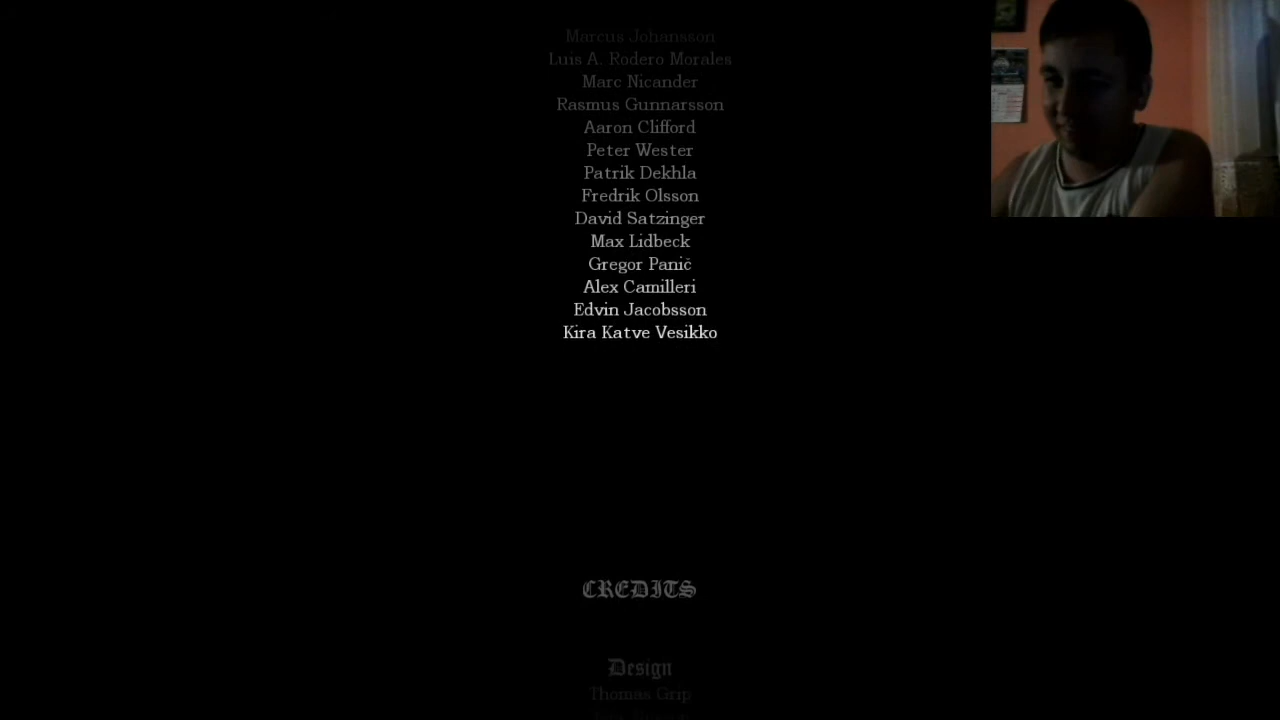 Marcus Johansson
Luis A. Rodero Morales
Marc Nicander
Rasmus Gunnarsson
Aaron Clifford
Peter Wester
Patrik Dekhla
Fredrik Olsson
David Satzinger
Max Lidbeck
Gregor Panič
Alex Camilleri
Edvin Jacobsson
Kira Katve Vesikko
CREDITS
Design
Thomas Grip